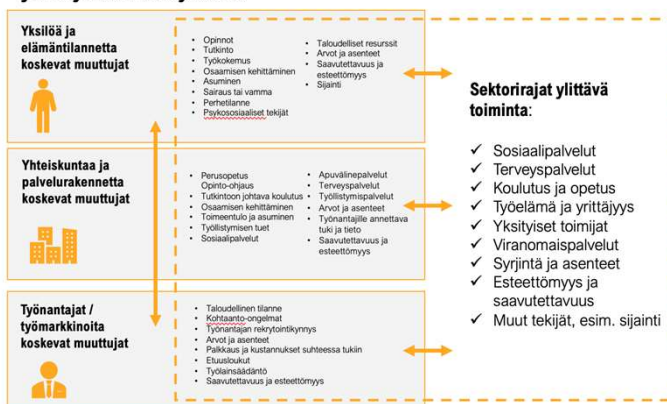 Yksilöä ja
elämäntilannetta
koskevat muuttujat
Opinnot
Tutkinto
Työkokemus
Osaamisen kehittäminen
Asuminen
Sairaus tai vamma
Perhetilanne
Psykososiaaliset tekijät
Taloudelliset resurssit
Arvot ja asenteet
Saavutettavuus ja
esteettömyys
Sijainti
Yhteiskuntaa ja
palvelurakennetta
koskevat muuttujat
Perusopetus
Opinto-ohjaus
Tutkintoon johtava koulutus
Osaamisen kehittäminen
Toimeentulo ja asuminen
Työllistymisen tuet
Sosiaalipalvelut
Apuvälinepalvelut
Terveyspalvelut
Työllistymispalvelut
Arvot ja asenteet
Työnantajille annettava
tuki ja tieto
Saavutettavuus ja
esteettömyys
Työnantajat /
työmarkkinoita
koskevat muuttujat
Taloudellinen tilanne
Kohtaanto-ongelmat
Työnantajan rekrytointikynnys
Arvot ja asenteet
Palkkaus ja kustannukset suhteessa tukiin
Etuusloukut
Työlainsäädäntö
Saavutettavuus ja esteettömyys
Sektorirajat ylittävä
toiminta:
✓ Sosiaalipalvelut
✓ Terveyspalvelut
✓ Koulutus ja opetus
✓ Työelämä ja yrittäjyys
✓ Yksityiset toimijat
✓ Viranomaispalvelut
✓ Syrjintä ja asenteet
✓ Esteettömyys ja
saavutettavuus
✓ Muut tekijät, esim. sijainti